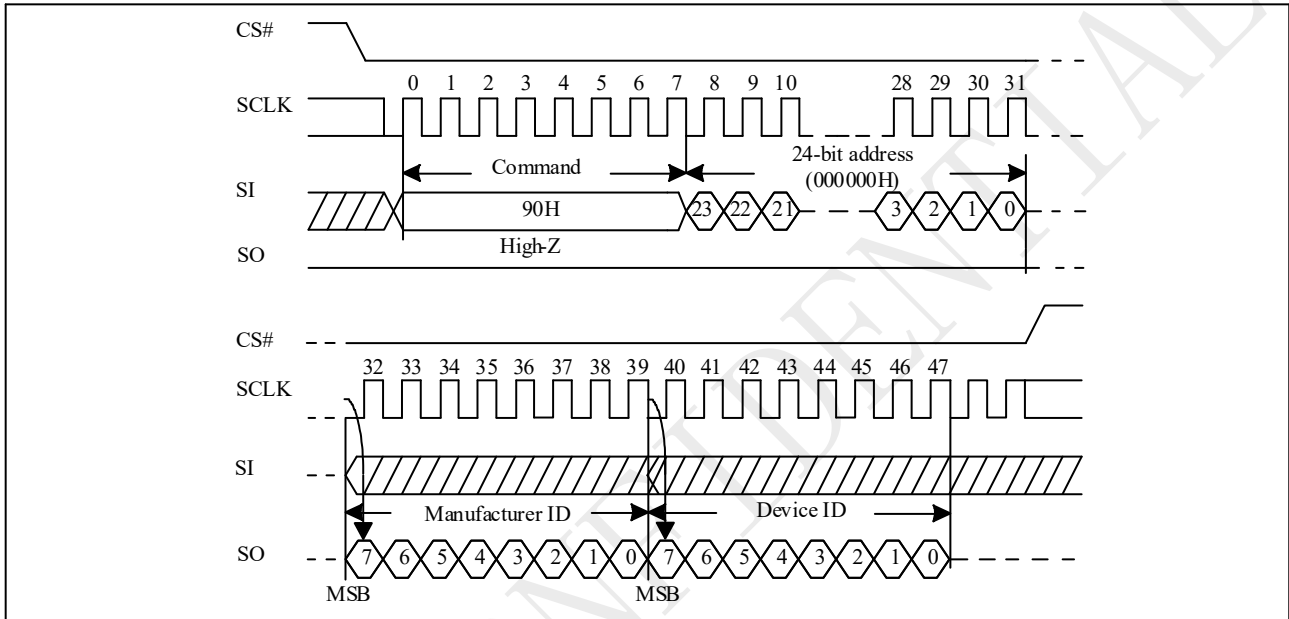 CS#
0 1 2 3 4 5 6 7 8 9 10 28 29 30 31
SCLK
Command
24-bit address
(000000H)
SI
90H
23 22 21 3 2 1 0
High-Z
SO
CS#
32 33 34 35 36 37 38 39 40 41 42 43 44 45 46 47
SCLK
SI
Manufacturer ID
Device ID
SO
7 6 5 4 3 2 1 0 7 6 5 4 3 2 1 0
MSB
MSB